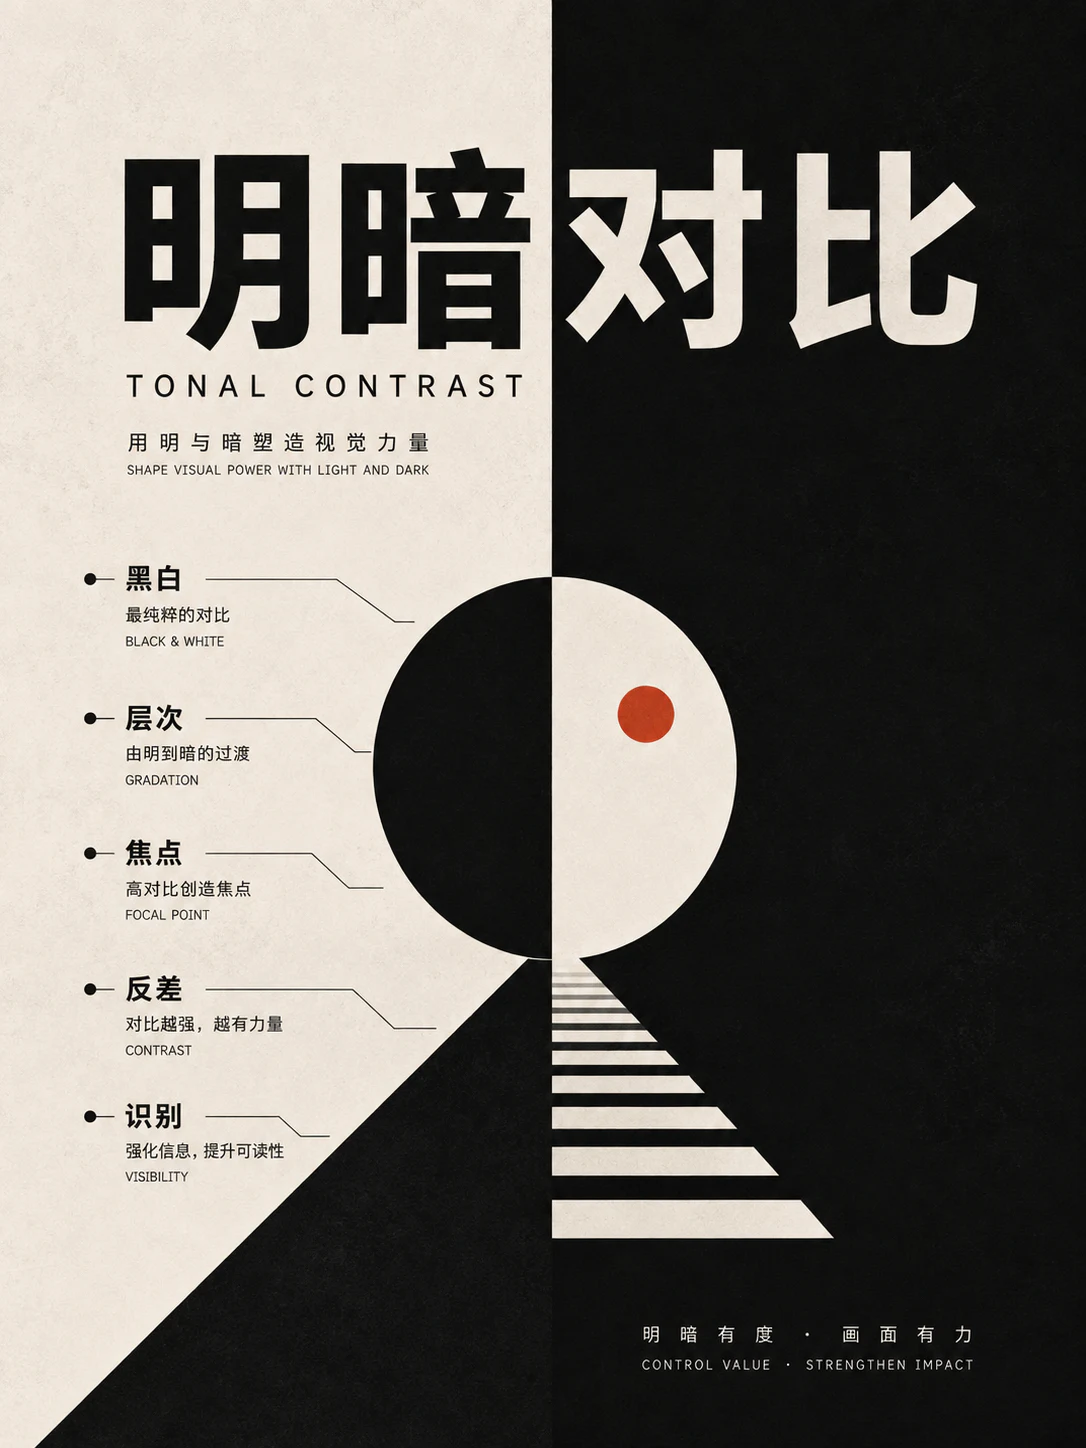 明暗对比
TONAL CONTRAST
用明与暗塑造视觉力量
SHAPE VISUAL POWER WITH LIGHT AND DARK
黑白
最纯粹的对比
BLACK & WHITE
层次
由明到暗的过渡
GRADATION
焦点
高对比创造焦点
FOCAL POINT
反差
对比越强，越有力量
CONTRAST
识别
强化信息，提升可读性
VISIBILITY
明暗有度 · 画面有力
CONTROL VALUE · STRENGTHEN IMPACT